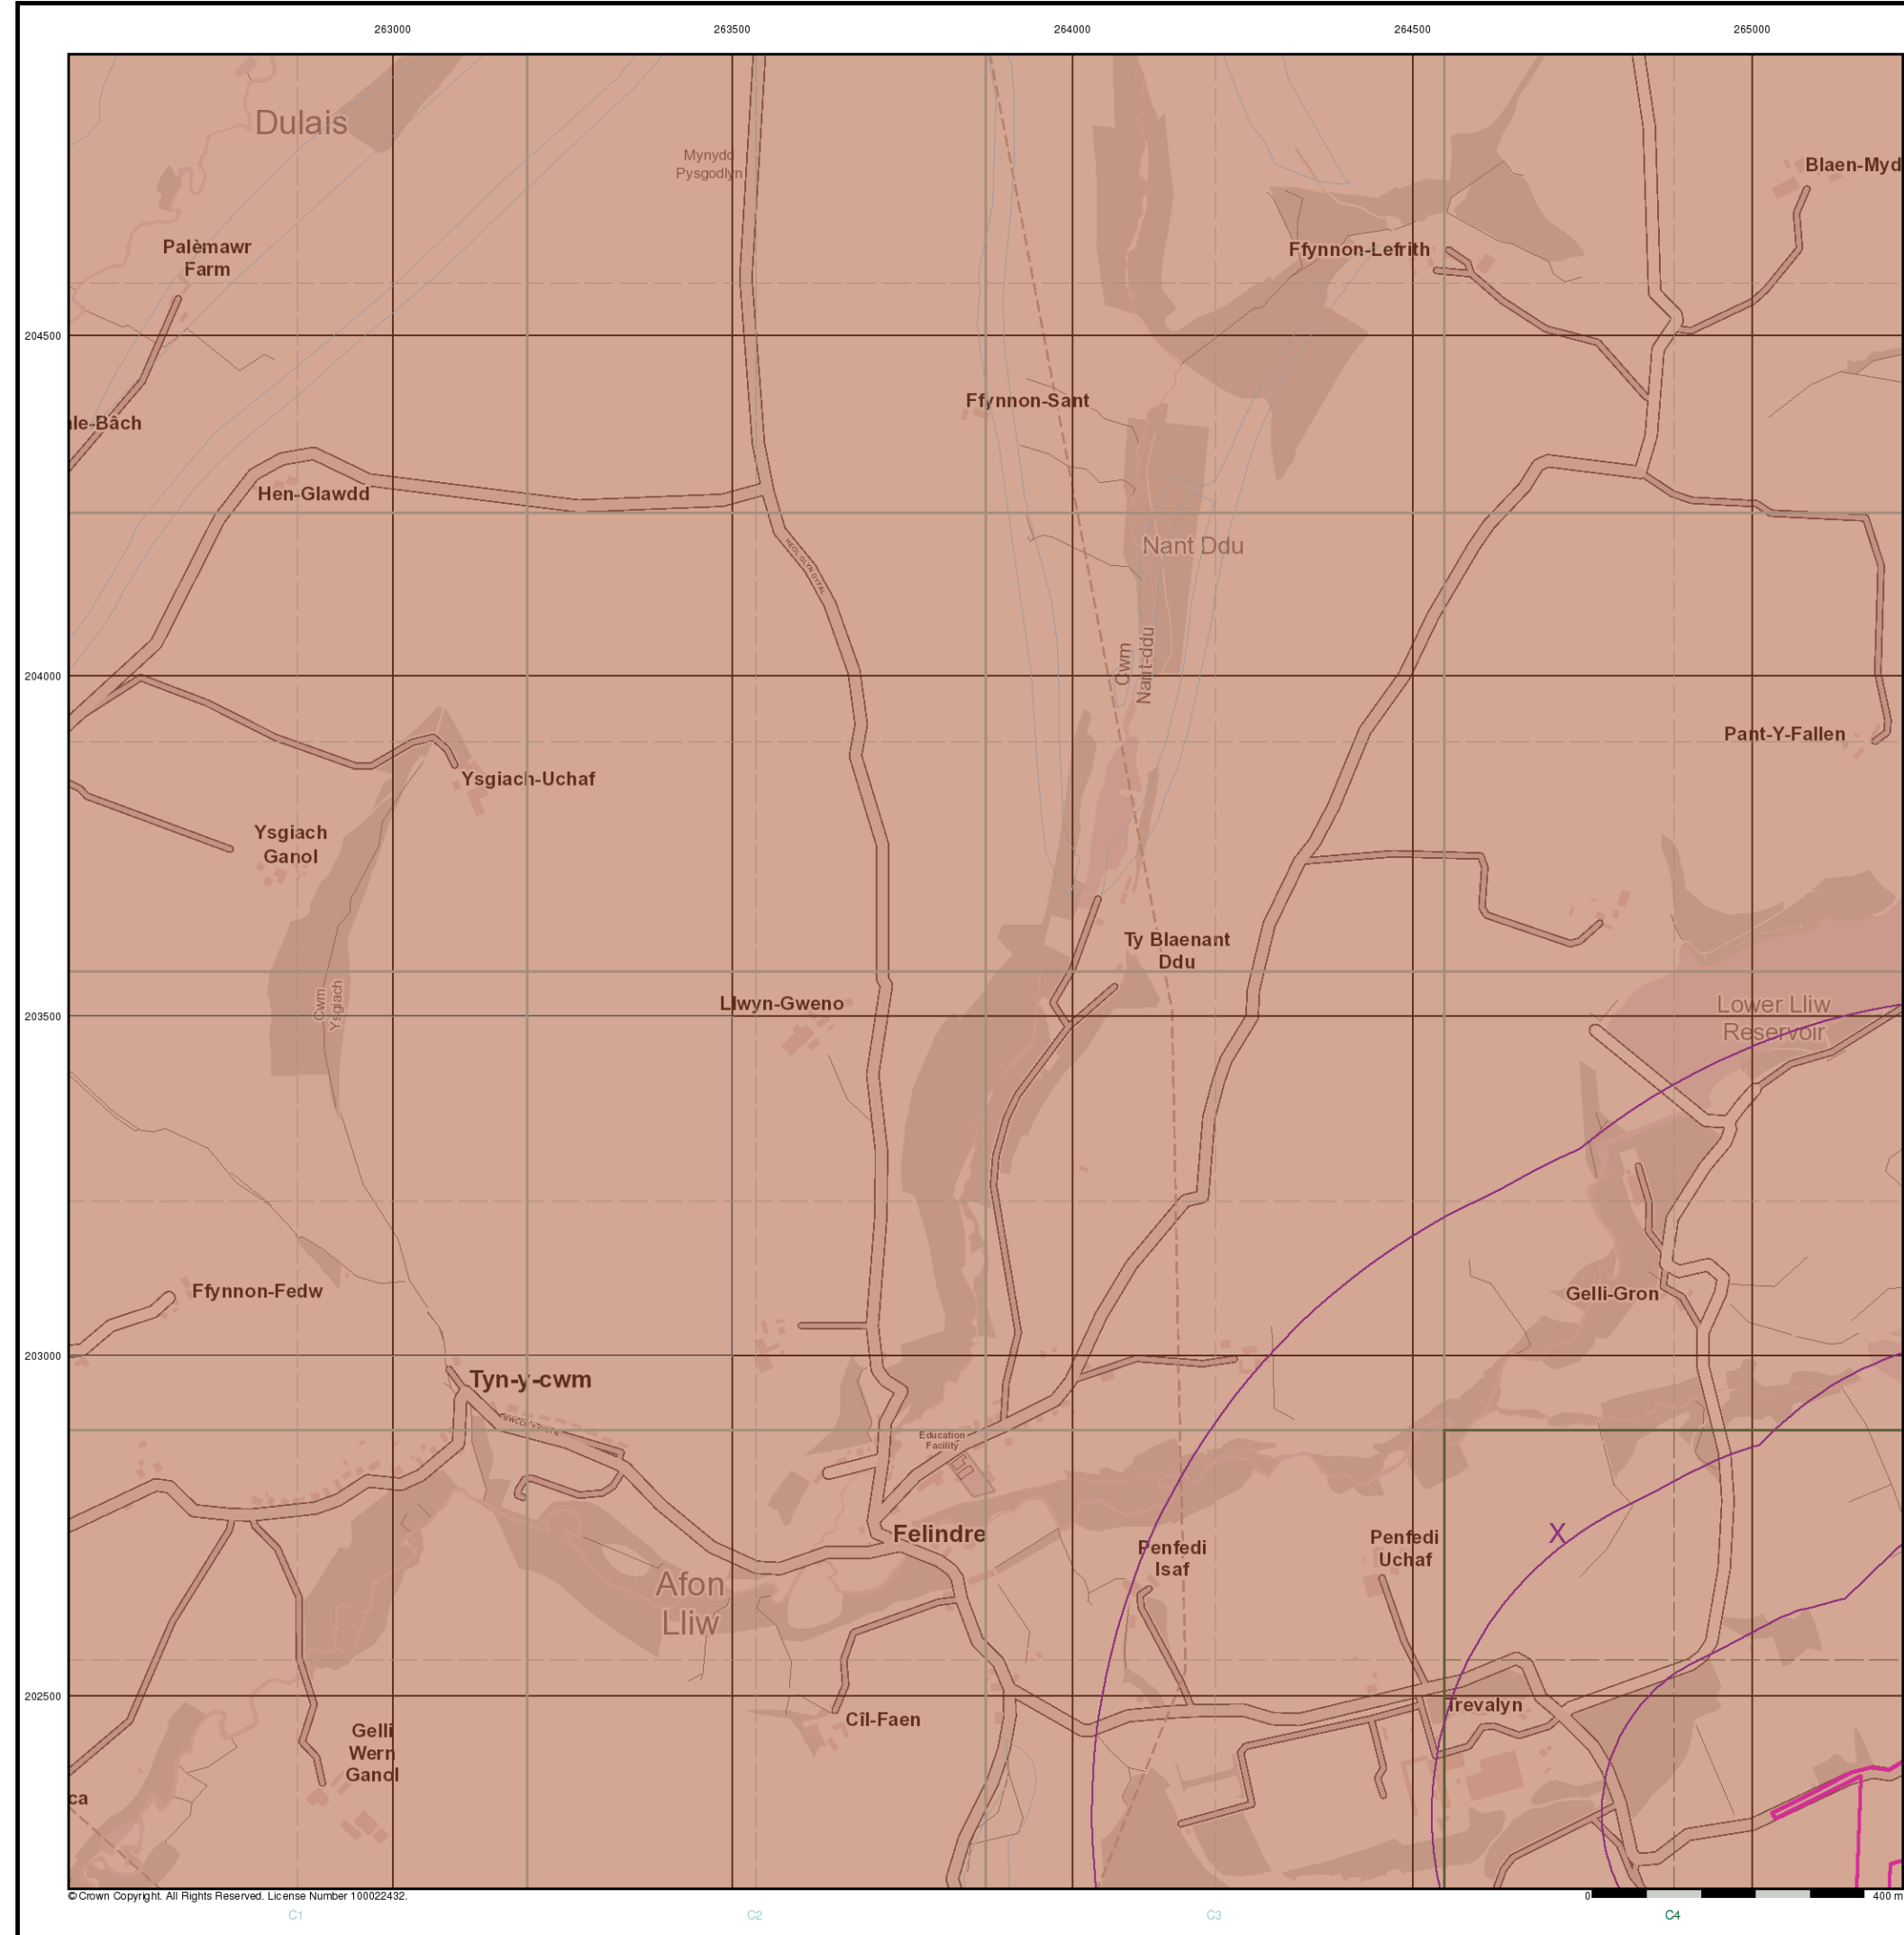 263000 263500 264000 264500 265000
Dulais
Mynydd
Pysgodlyn
Blaen-Myd
Palèmawr
Farm
Ffynnon-Lefrith
204500
Ffynnon-Sant
le-Bâch
Hen-Glawdd
Nant Ddu
HEOL GLYN DYFAL
Cwm
Nant-ddu
204000
Pant-Y-Fallen
Ysgiach-Uchaf
Ysgiach
Ganol
Ty Blaenant
Ddu
Cwm
Ysgiach
Llwyn-Gweno
Lower Lliw
Reservoir
203500
Ffynnon-Fedw
Gelli-Gron
203000
Tyn-y-cwm
Education
Facility
Felindre
X
Penfedi
Isaf
Penfedi
Uchaf
Afon
Lliw
202500
Trevalyn
Cîl-Faen
Gelli
Wern
Ganol
ca
© Crown Copyright. All Rights Reserved. License Number 100022432.
0 400 m
C1 C2 C3 C4